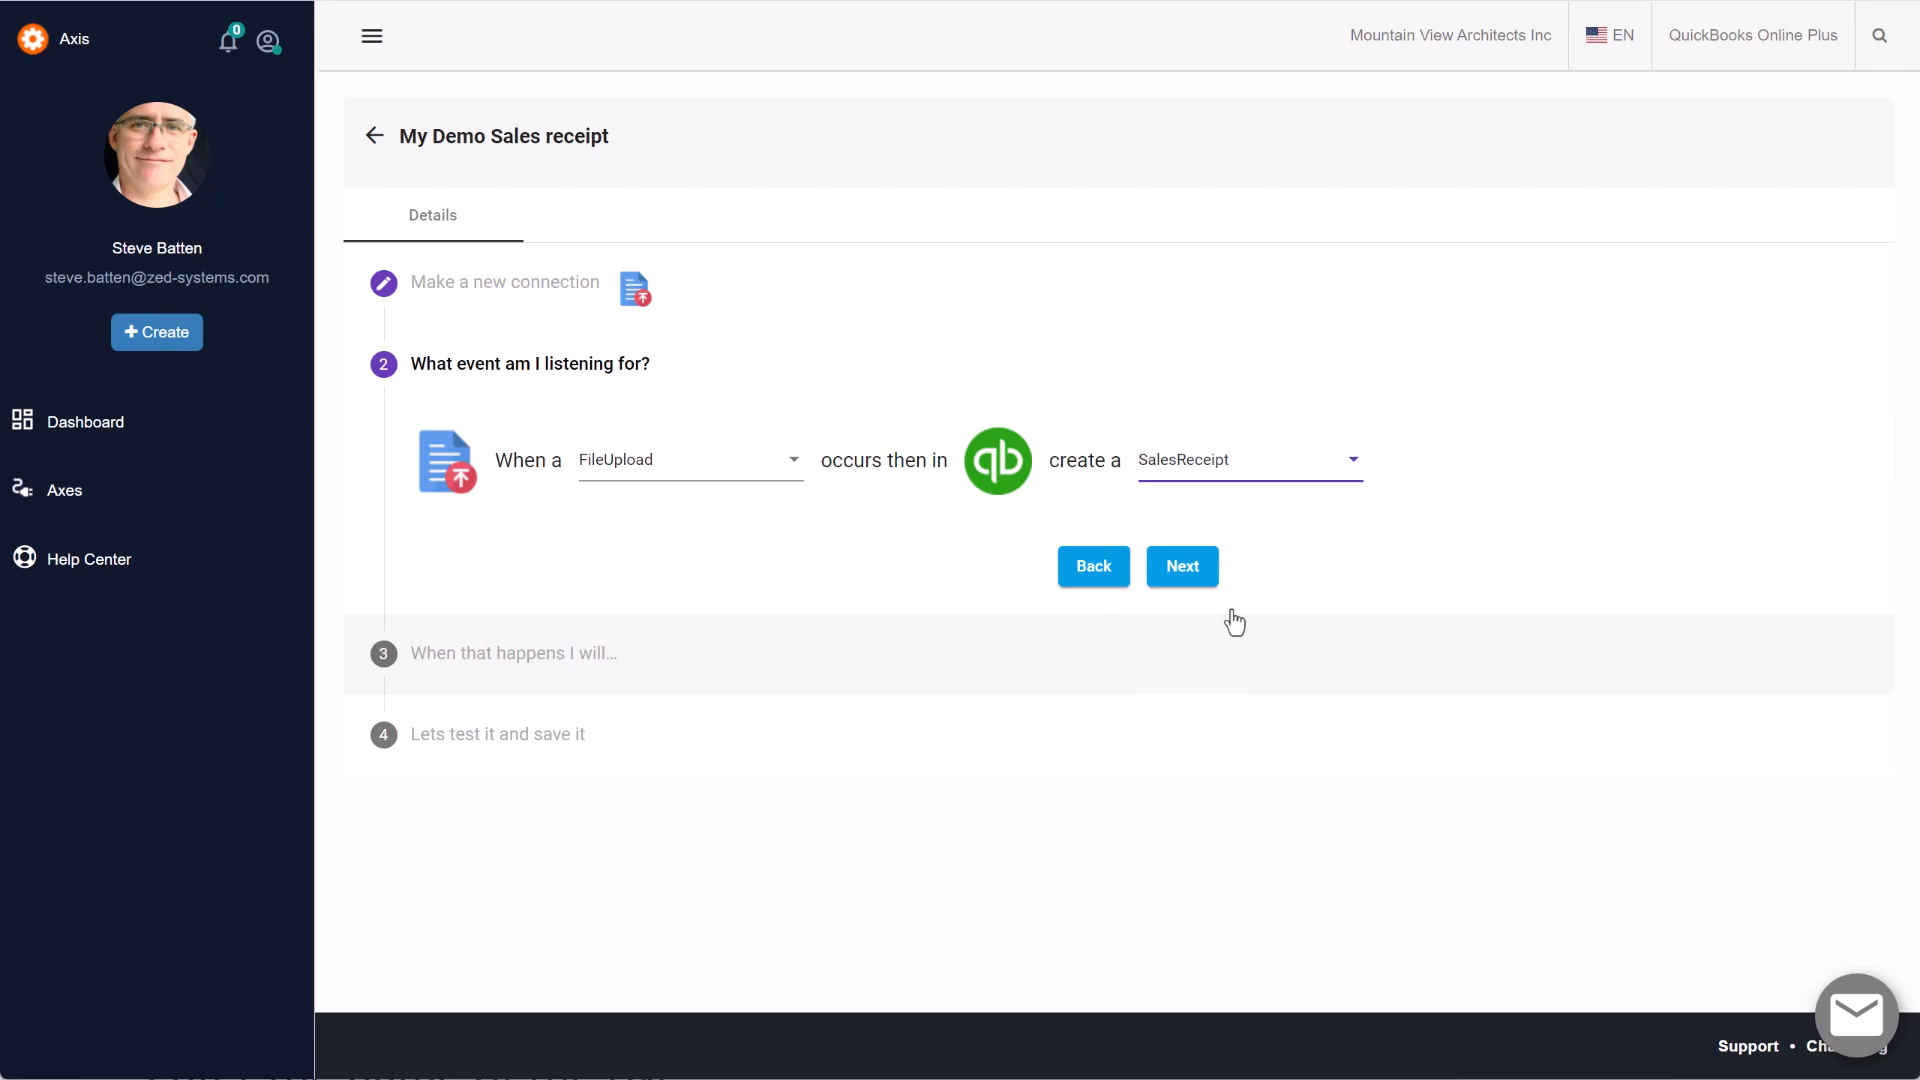 Axis
0
Mountain View Architects Inc
EN
QuickBooks Online Plus
My Demo Sales receipt
Details
Steve Batten
steve.batten@zed-systems.com
+ Create
Dashboard
Axes
Help Center
Make a new connection
2 What event am I listening for?
When a FileUpload occurs then in qb create a SalesReceipt
Back Next
3 When that happens I will...
4 Lets test it and save it
Support •